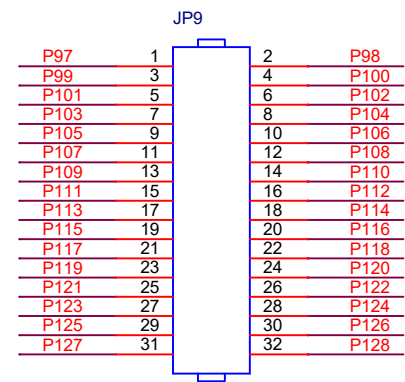 JP9
P97 1 2 P98
P99 3 4 P100
P101 5 6 P102
P103 7 8 P104
P105 9 10 P106
P107 11 12 P108
P109 13 14 P110
P111 15 16 P112
P113 17 18 P114
P115 19 20 P116
P117 21 22 P118
P119 23 24 P120
P121 25 26 P122
P123 27 28 P124
P125 29 30 P126
P127 31 32 P128